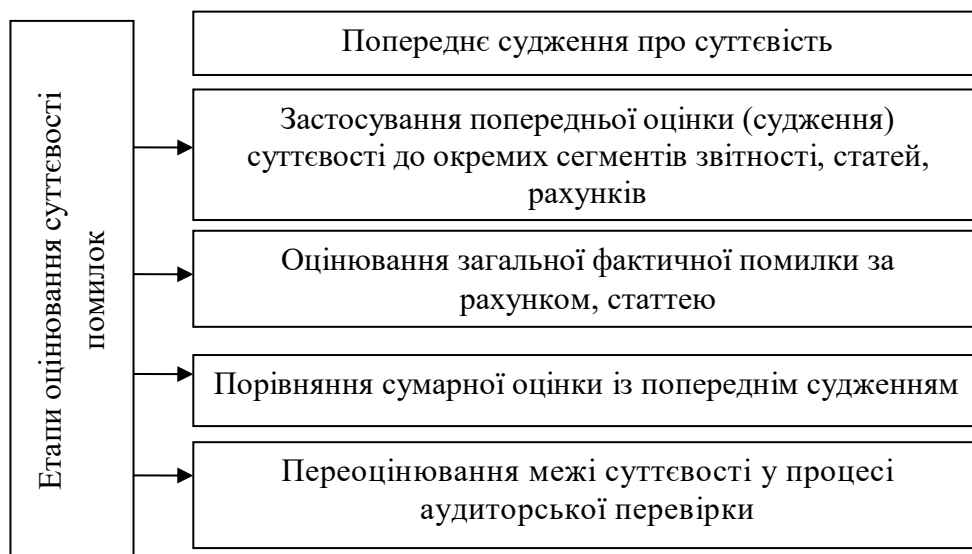 Етапи оцінювання суттєвості
помилок
Попереднє судження про суттєвість
Застосування попередньої оцінки (судження)
суттєвості до окремих сегментів звітності, статей,
рахунків
Оцінювання загальної фактичної помилки за
рахунком, статтею
Порівняння сумарної оцінки із попереднім судженням
Переоцінювання межі суттєвості у процесі
аудиторської перевірки